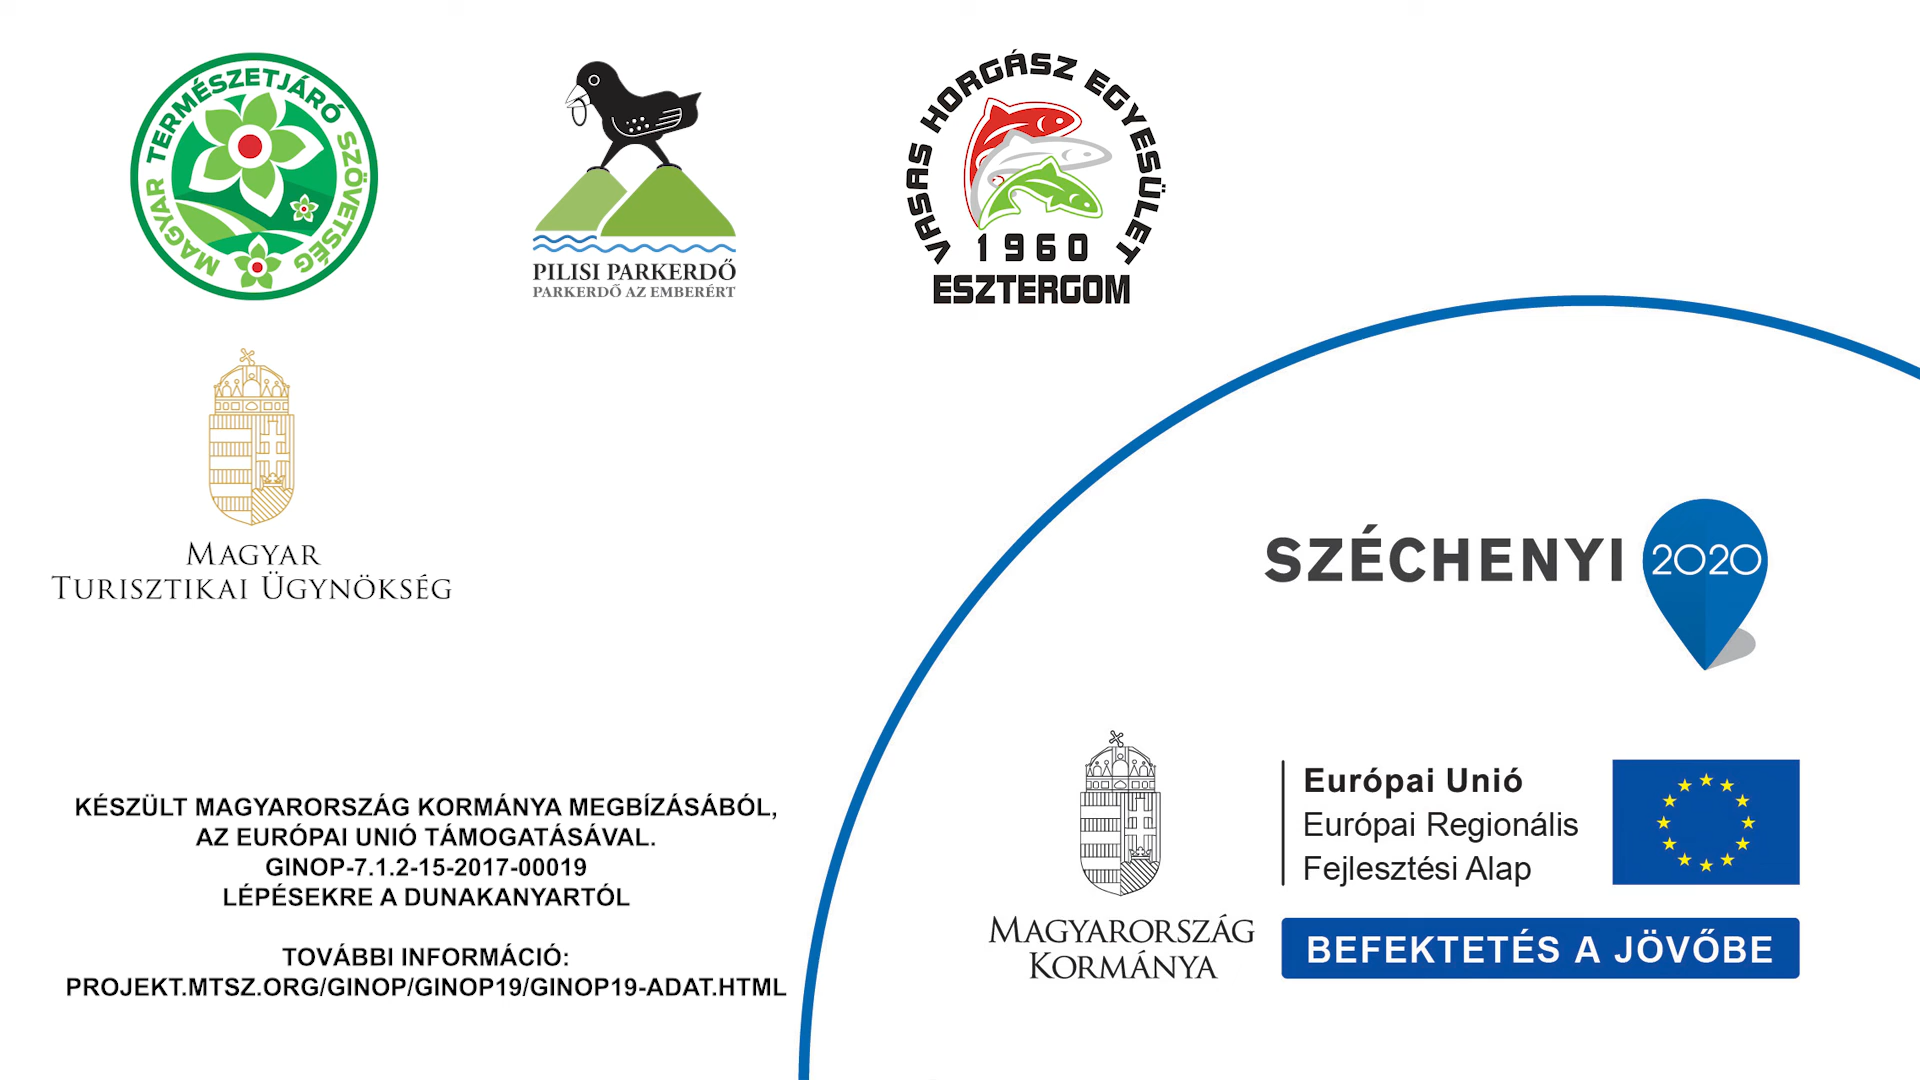 MAGYAR TERMÉSZETJÁRÓ SZÖVETSÉG
PILISI PARKERDŐ
PARKERDŐ AZ EMBERÉRT
VASAS HORGÁSZ EGYESÜLET
1960
ESZTERGOM
MAGYAR
TURISZTIKAI ÜGYNÖKSÉG
SZÉCHENYI 2020
KÉSZÜLT MAGYARORSZÁG KORMÁNYA MEGBÍZÁSÁBÓL,
AZ EURÓPAI UNIÓ TÁMOGATÁSÁVAL.
GINOP-7.1.2-15-2017-00019
LÉPÉSEKRE A DUNAKANYARTÓL
TOVÁBBI INFORMÁCIÓ:
PROJEKT.MTSZ.ORG/GINOP/GINOP19/GINOP19-ADAT.HTML
MAGYARORSZÁG
KORMÁNYA
Európai Unió
Európai Regionális
Fejlesztési Alap
BEFEKTETÉS A JÖVŐBE